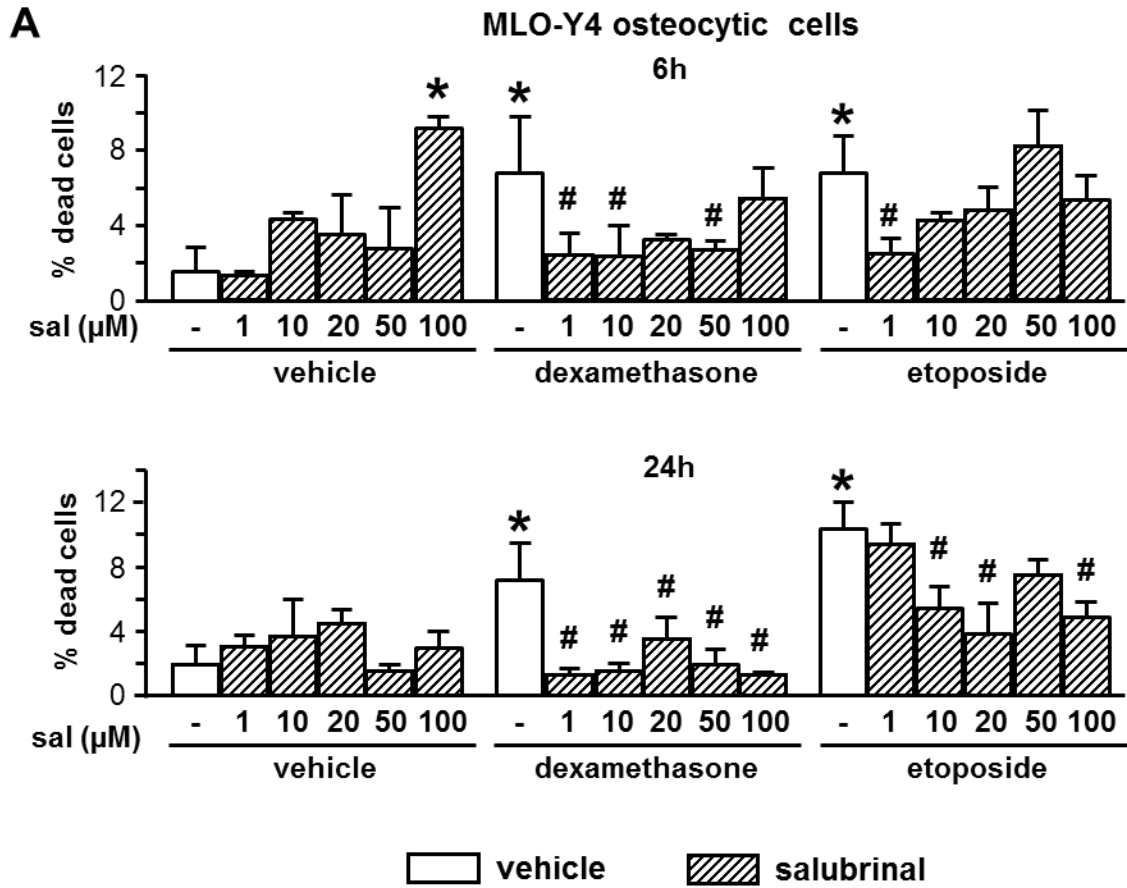 A
MLO-Y4 osteocytic cells
6h
% dead cells
12
8
4
0
* * *
# # # #
sal (µM) - 1 10 20 50 100 - 1 10 20 50 100 - 1 10 20 50 100
vehicle dexamethasone etoposide
24h
% dead cells
12
8
4
0
* *
# # # # # # # #
sal (µM) - 1 10 20 50 100 - 1 10 20 50 100 - 1 10 20 50 100
vehicle dexamethasone etoposide
vehicle salubrinal